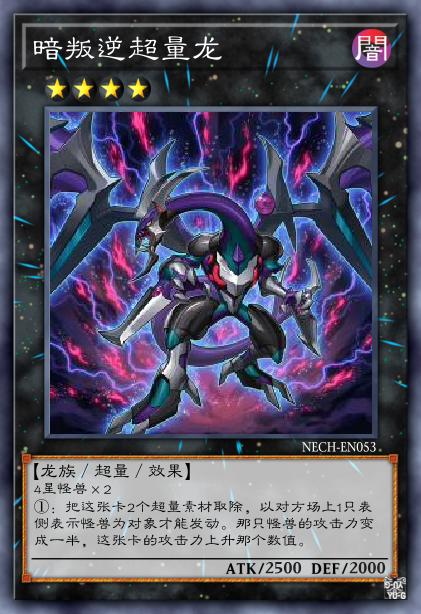 暗叛逆超量龙
闇
NECH-EN053
【龙族／超量／效果】
4星怪兽×2
①：把这张卡2个超量素材取除，以对方场上1只表
侧表示怪兽为对象才能发动。那只怪兽的攻击力变
成一半，这张卡的攻击力上升那个数值。
ATK/2500 DEF/2000